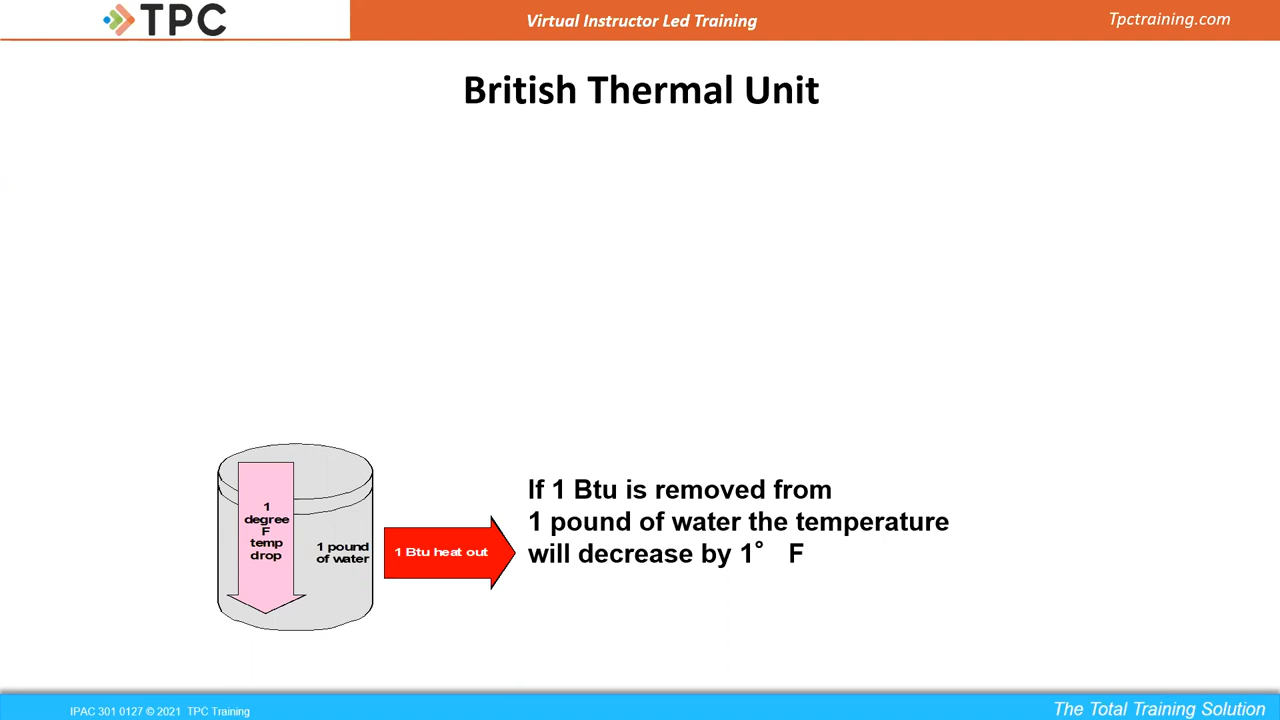 TPC
Virtual Instructor Led Training
Tpctraining.com
British Thermal Unit
1
degree
F
temp
drop
1 pound
of water
1 Btu heat out
If 1 Btu is removed from
1 pound of water the temperature
will decrease by 1° F
IPAC 301 0127 © 2021 TPC Training
The Total Training Solution